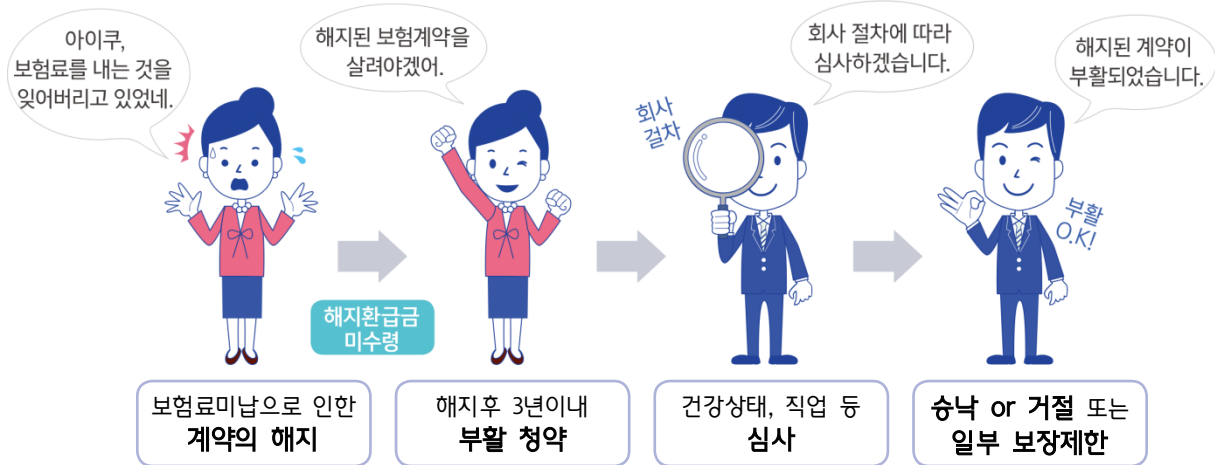 아이쿠,
보험료를 내는 것을
잊어버리고 있었네.
해지된 보험계약을
살려야겠어.
회사 절차에 따라
심사하겠습니다.
해지된 계약이
부활되었습니다.
회사
걸차
부활
O.K!
해지환급금
미수령
보험료미납으로 인한
계약의 해지
해지후 3년이내
부활 청약
건강상태, 직업 등
심사
승낙 or 거절 또는
일부 보장제한